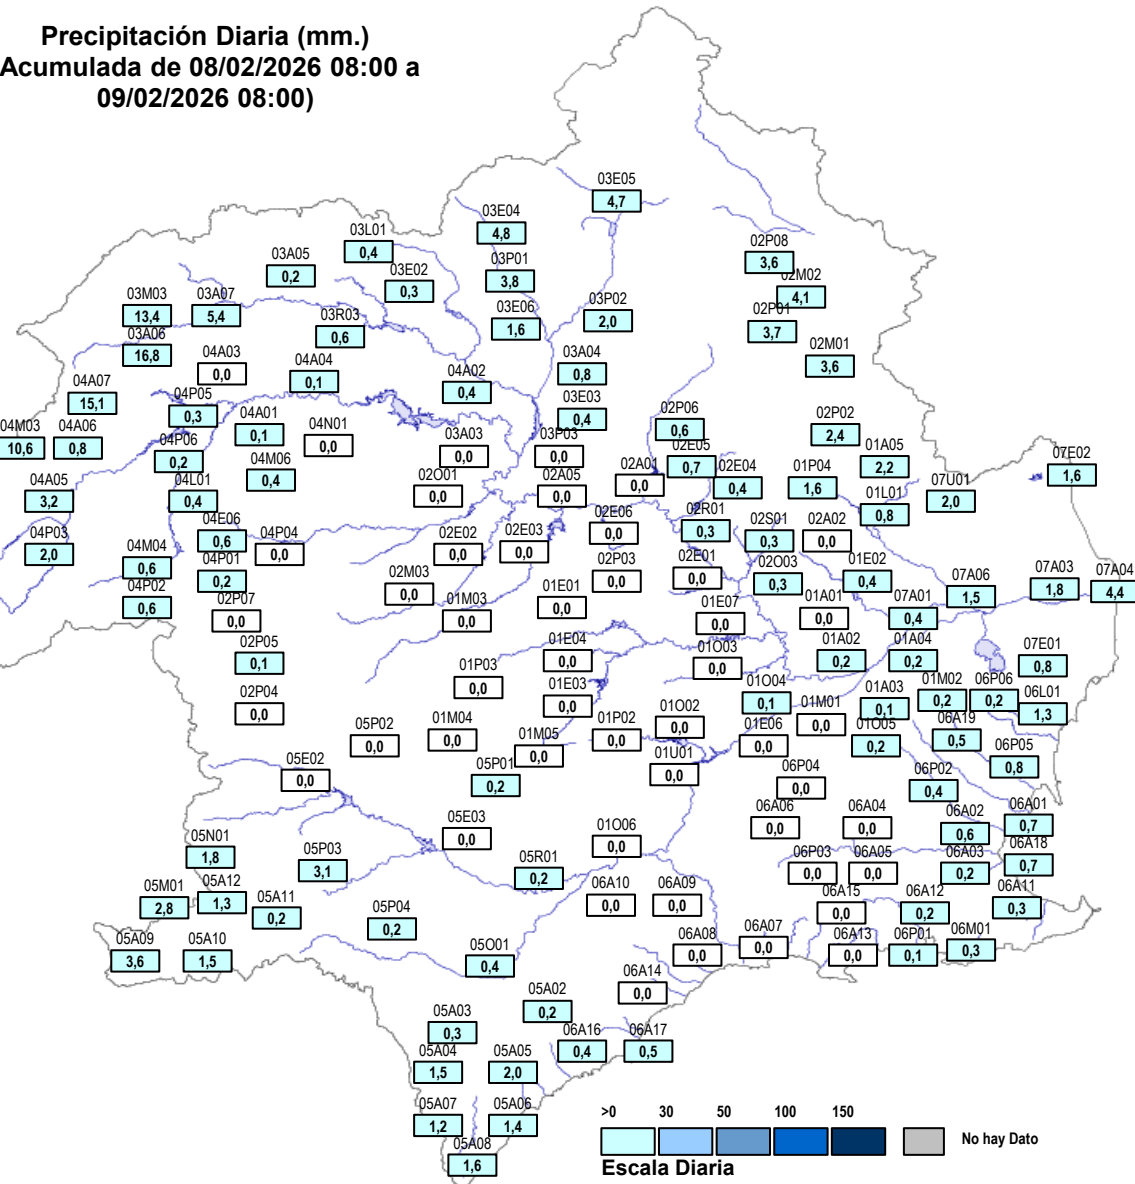 Precipitación Diaria (mm.)
Acumulada de 08/02/2026 08:00 a
09/02/2026 08:00)
03E05
4,7
03E04
4,8
03L01
0,4
02P08
3,6
03A05
0,2
03P01
3,8
03E02
0,3
02M02
4,1
03M03
13,4
03A07
5,4
03P02
2,0
03E06
1,6
03R03
0,6
02P01
3,7
03A06
16,8
04A03
0,0
04A04
0,1
03A04
0,8
02M01
3,6
04A02
0,4
04A07
15,1
04P05
0,3
03E03
0,4
04M03
10,6
04A06
0,8
04A01
0,1
04N01
0,0
02P06
0,6
02P02
2,4
04P06
0,2
03A03
0,0
03P03
0,0
02E05
0,7
01A05
2,2
07E02
1,6
04M06
0,4
02A01
0,0
02E04
0,4
01P04
1,6
04A05
3,2
04L01
0,4
02O01
0,0
02A05
0,0
07U01
2,0
01L01
0,8
04E06
0,6
02E06
0,0
02R01
0,3
02S01
0,3
02A02
0,0
04P03
2,0
04P04
0,0
02E02
0,0
02E03
0,0
04M04
0,6
04P01
0,2
02P03
0,0
02E01
0,0
02O03
0,3
01E02
0,4
02M03
0,0
07A06
1,5
07A03
1,8
07A04
4,4
04P02
0,6
02P07
0,0
01M03
0,0
01E01
0,0
01E07
0,0
01A01
0,0
07A01
0,4
02P05
0,1
01E04
0,0
01O03
0,0
01A02
0,2
01A04
0,2
07E01
0,8
01P03
0,0
01E03
0,0
01O04
0,1
01A03
0,1
01M02
0,2
06P06
0,2
06L01
1,3
02P04
0,0
01O02
0,0
01M01
0,0
05P02
0,0
01M04
0,0
01M05
0,0
01P02
0,0
01E06
0,0
01O05
0,2
06A19
0,5
05E02
0,0
05P01
0,2
01U01
0,0
06P04
0,0
06P02
0,4
06P05
0,8
05E03
0,0
06A06
0,0
06A04
0,0
06A02
0,6
06A01
0,7
05N01
1,8
01O06
0,0
05P03
3,1
05R01
0,2
06P03
0,0
06A05
0,0
06A03
0,2
06A18
0,7
05M01
2,8
05A12
1,3
05A11
0,2
06A10
0,0
06A09
0,0
06A15
0,0
06A12
0,2
06A11
0,3
05P04
0,2
05A09
3,6
05A10
1,5
05O01
0,4
06A08
0,0
06A07
0,0
06A13
0,0
06P01
0,1
06M01
0,3
06A14
0,0
05A02
0,2
05A03
0,3
06A16
0,4
06A17
0,5
05A04
1,5
05A05
2,0
05A07
1,2
05A06
1,4
05A08
1,6
>0 30 50 100 150
No hay Dato
Escala Diaria